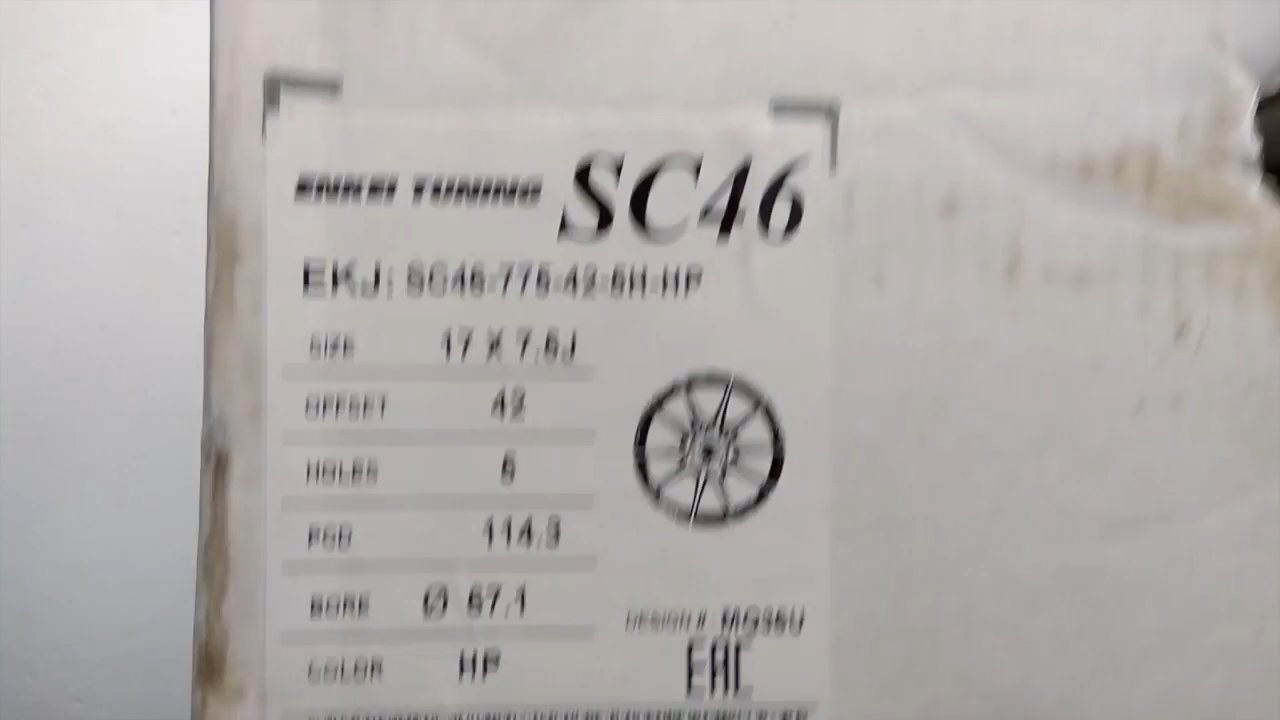 ENKEI TUNING SC46
EKJ: SC46-775-42-5H-HP
SIZE 17 X 7.5J
OFFSET 42
HOLES 5
PCD 114.3
BORE Ø 67.1
COLOR HP
DESIGN #
EAC